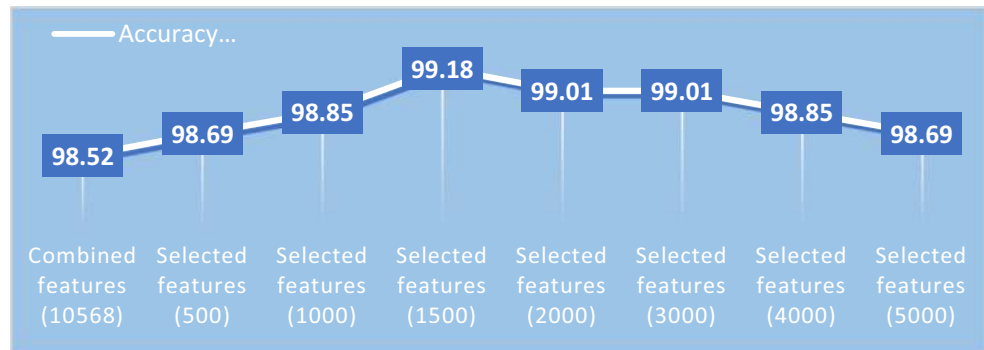 Accuracy...
98.52
98.69
98.85
99.18
99.01
99.01
98.85
98.69
Combined features (10568)
Selected features (500)
Selected features (1000)
Selected features (1500)
Selected features (2000)
Selected features (3000)
Selected features (4000)
Selected features (5000)